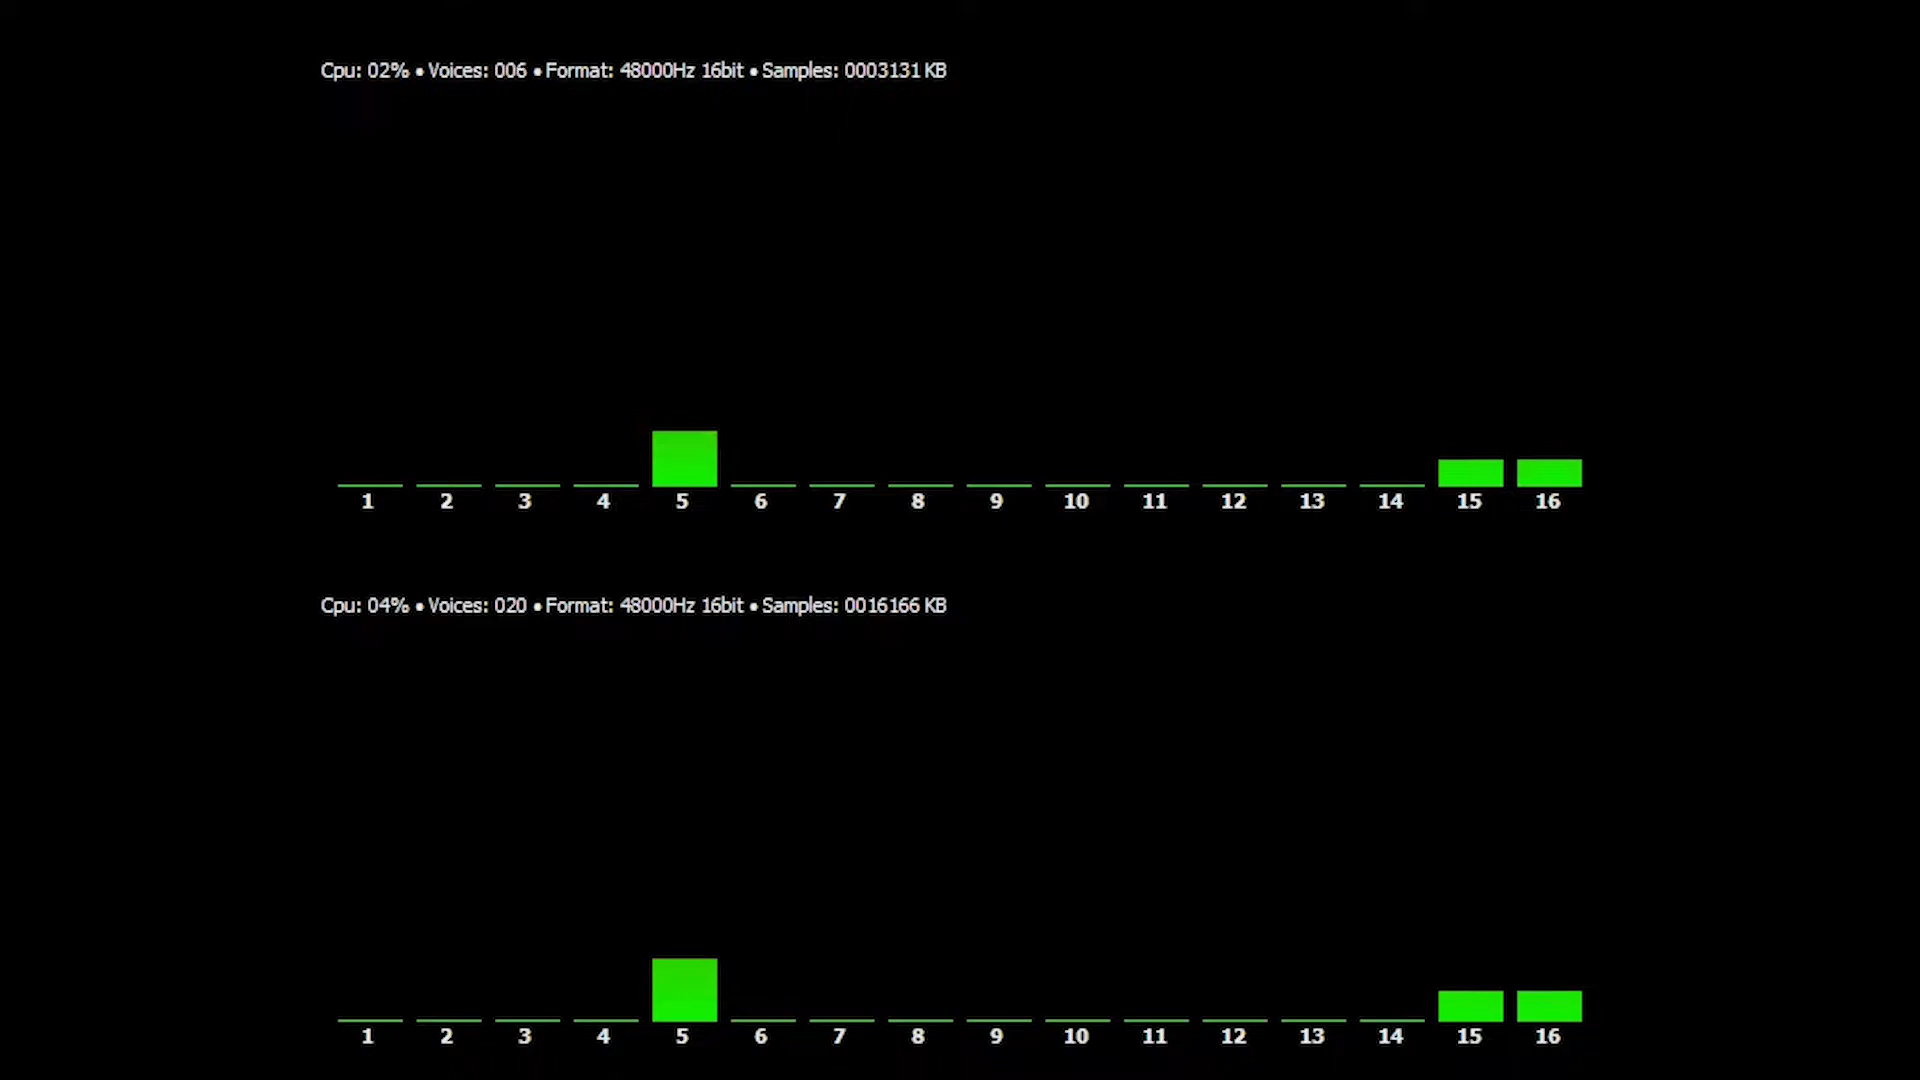 Cpu: 02% • Voices: 006 • Format: 48000Hz 16bit • Samples: 0003131 KB
1 2 3 4 5 6 7 8 9 10 11 12 13 14 15 16
Cpu: 04% • Voices: 020 • Format: 48000Hz 16bit • Samples: 0016166 KB
1 2 3 4 5 6 7 8 9 10 11 12 13 14 15 16